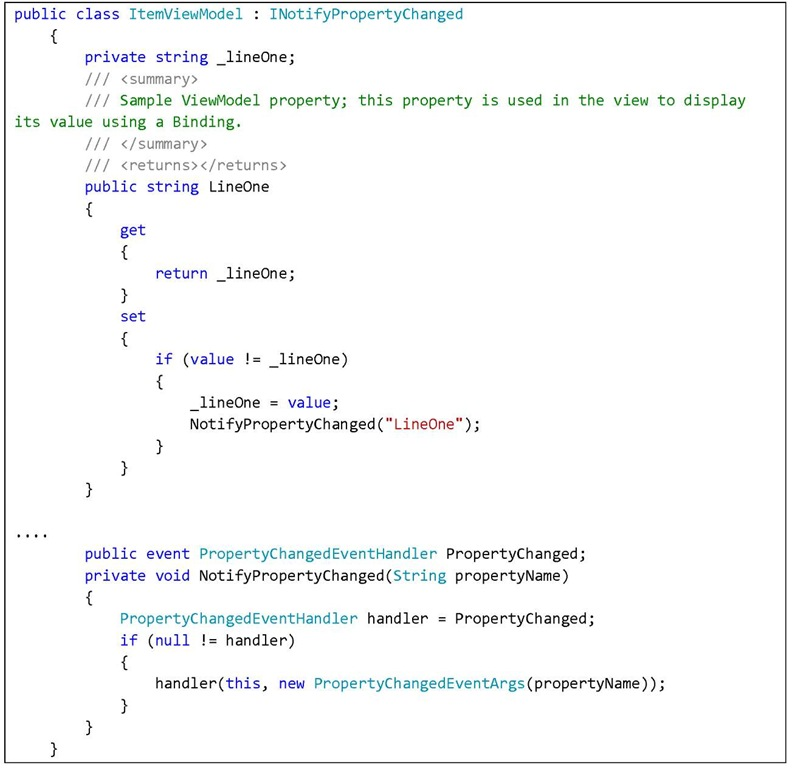 public class ItemViewModel : INotifyPropertyChanged
{
private string _lineOne;
/// <summary>
/// Sample ViewModel property; this property is used in the view to display
its value using a Binding.
/// </summary>
/// <returns></returns>
public string LineOne
{
get
{
return _lineOne;
}
set
{
if (value != _lineOne)
{
_lineOne = value;
NotifyPropertyChanged("LineOne");
}
}
}
....
public event PropertyChangedEventHandler PropertyChanged;
private void NotifyPropertyChanged(String propertyName)
{
PropertyChangedEventHandler handler = PropertyChanged;
if (null != handler)
{
handler(this, new PropertyChangedEventArgs(propertyName));
}
}
}